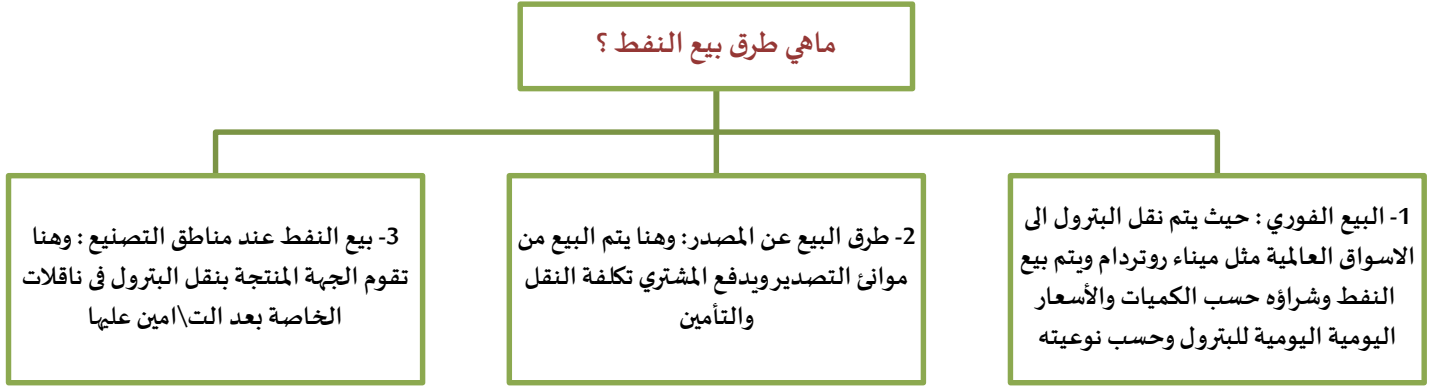 ماهي طرق بيع النفط ؟
1- البيع الفوري : حيث يتم نقل البترول الى
الاسواق العالمية مثل ميناء روتردام ويتم بيع
النفط وشراؤه حسب الكميات والأسعار
اليومية اليومية للبترول وحسب نوعيته
2- طرق البيع عن المصدر: وهنا يتم البيع من
موانئ التصدير ويدفع المشتري تكلفة النقل
والتأمين
3- بيع النفط عند مناطق التصنيع : وهنا
تقوم الجهة المنتجة بنقل البترول فى ناقلات
الخاصة بعد الت\امين عليها